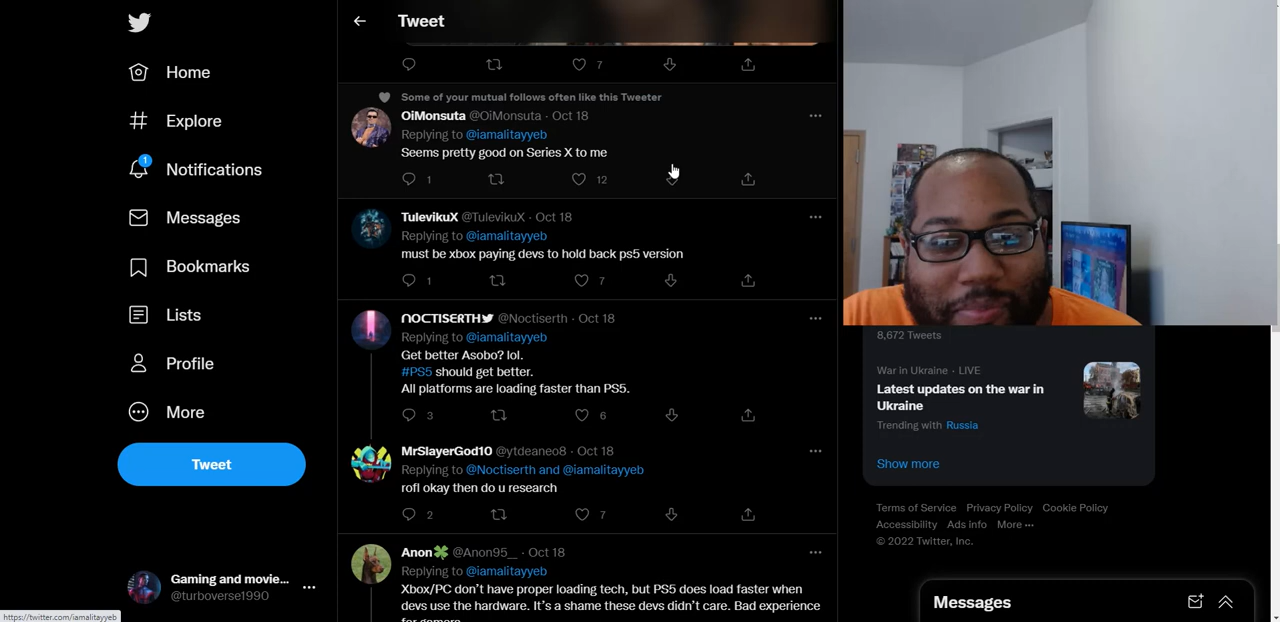 Home
Explore
1
Notifications
Messages
Bookmarks
Lists
Profile
More
Tweet
Gaming and movie...
@turboverse1990
https://twitter.com/iamalitayyeb
Tweet
7
Some of your mutual follows often like this Tweeter
OiMonsuta @OiMonsuta · Oct 18
Replying to @iamalitayyeb
Seems pretty good on Series X to me
1 12
TulevikuX @TulevikuX · Oct 18
Replying to @iamalitayyeb
must be xbox paying devs to hold back ps5 version
1 7
NOCTISERTH @Noctiserth · Oct 18
Replying to @iamalitayyeb
Get better Asobo? lol.
#PS5 should get better.
All platforms are loading faster than PS5.
3 6
MrSlayerGod10 @ytdeaneo8 · Oct 18
Replying to @Noctiserth and @iamalitayyeb
rofl okay then do u research
2 7
Anon🍀 @Anon95__ · Oct 18
Replying to @iamalitayyeb
Xbox/PC don't have proper loading tech, but PS5 does load faster when
devs use the hardware. It's a shame these devs didn't care. Bad experience
for gamers
8,672 Tweets
War in Ukraine · LIVE
Latest updates on the war in
Ukraine
Trending with Russia
Show more
Terms of Service Privacy Policy Cookie Policy
Accessibility Ads info More ···
© 2022 Twitter, Inc.
Messages